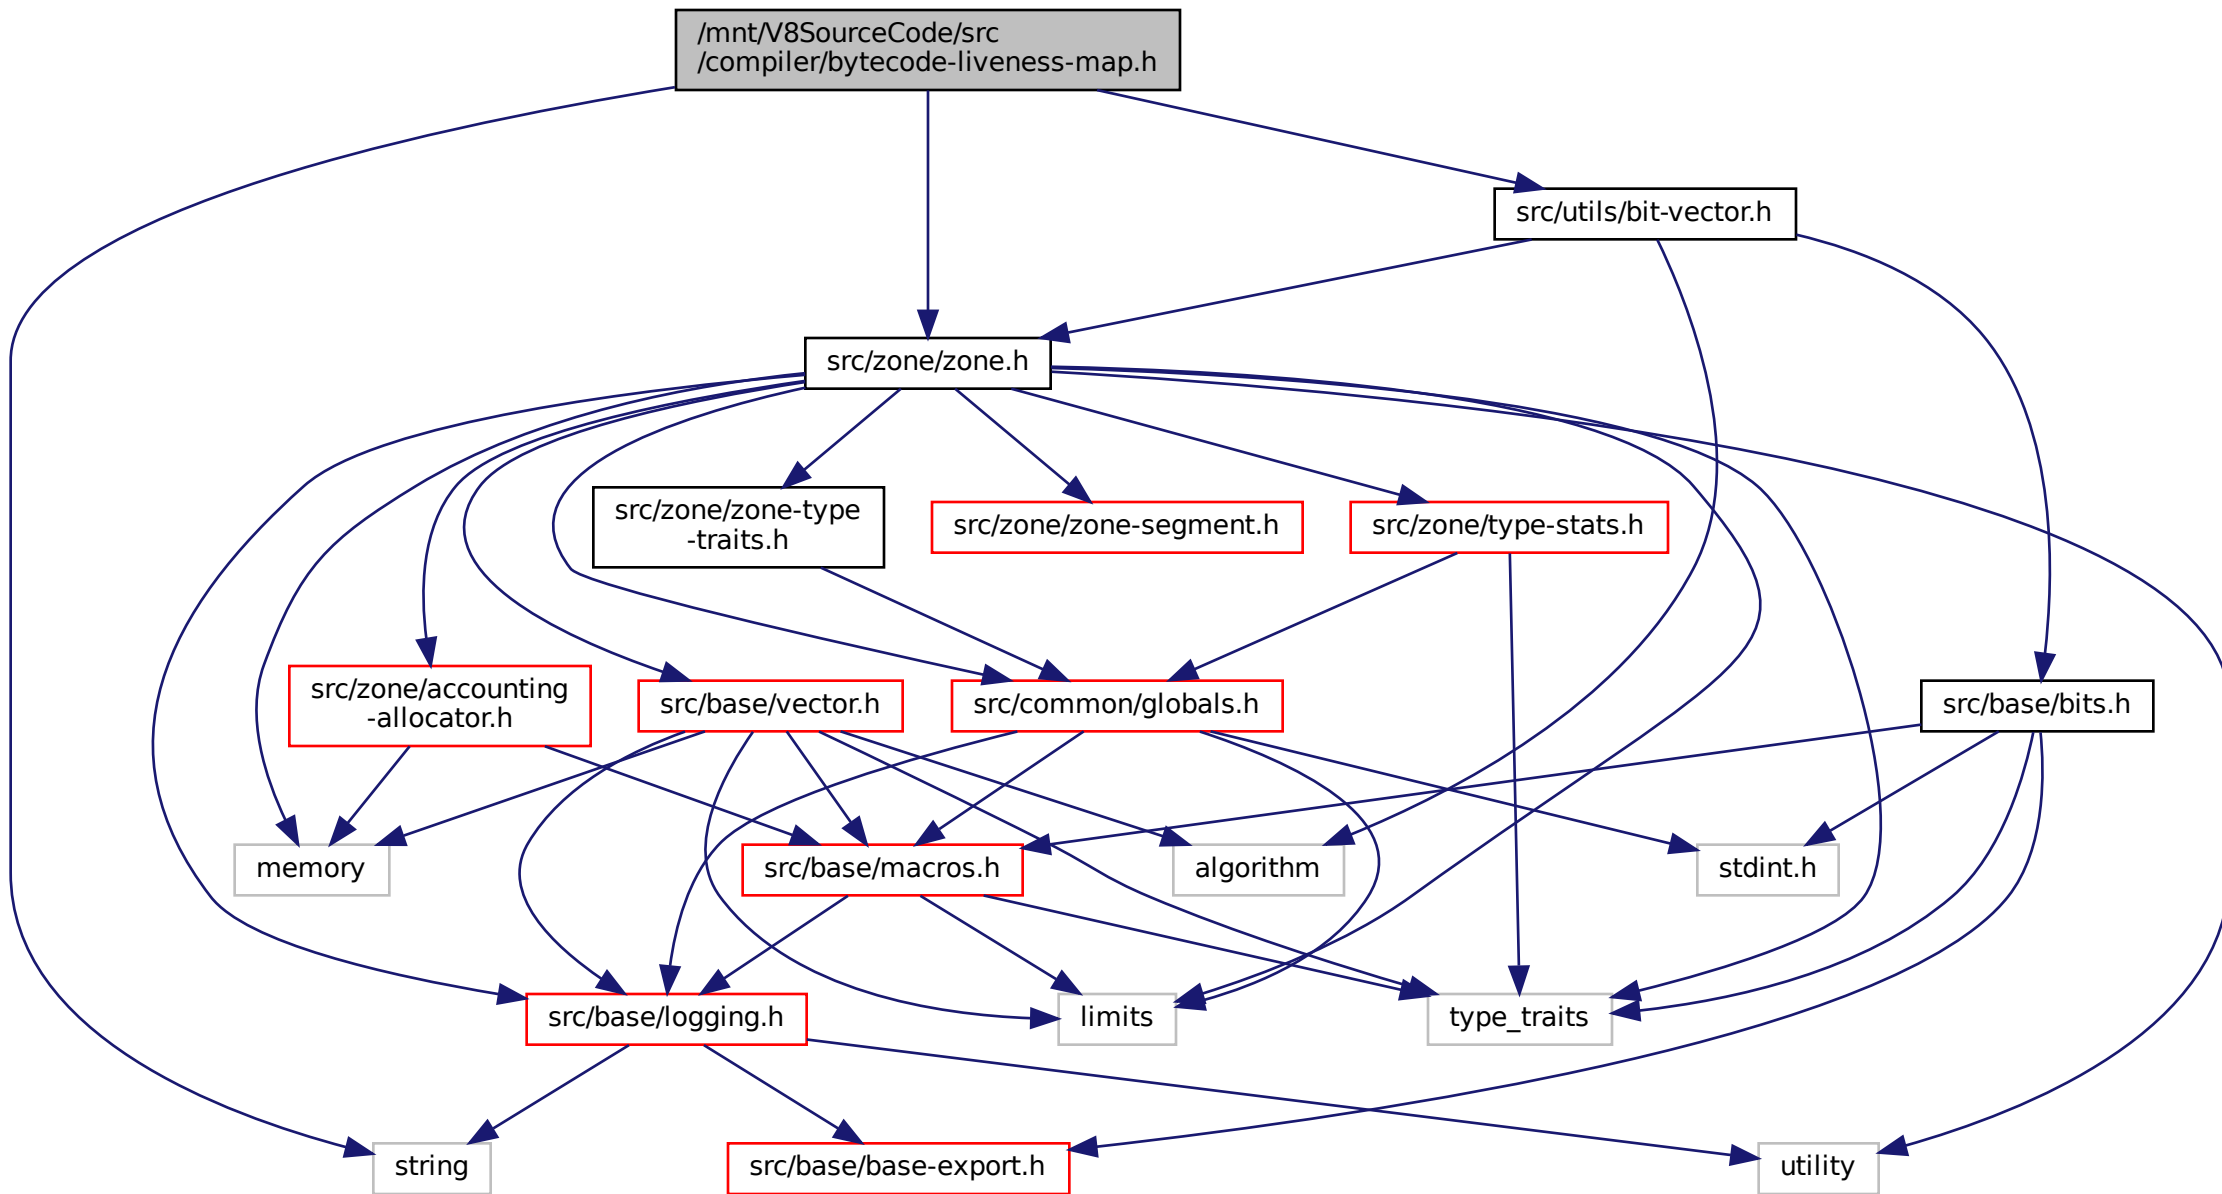 /mnt/V8SourceCode/src
/compiler/bytecode-liveness-map.h
src/utils/bit-vector.h
src/zone/zone.h
src/zone/zone-type
-traits.h
src/zone/zone-segment.h
src/zone/type-stats.h
src/zone/accounting
-allocator.h
src/base/vector.h
src/common/globals.h
src/base/bits.h
memory
src/base/macros.h
algorithm
stdint.h
src/base/logging.h
limits
type_traits
string
src/base/base-export.h
utility